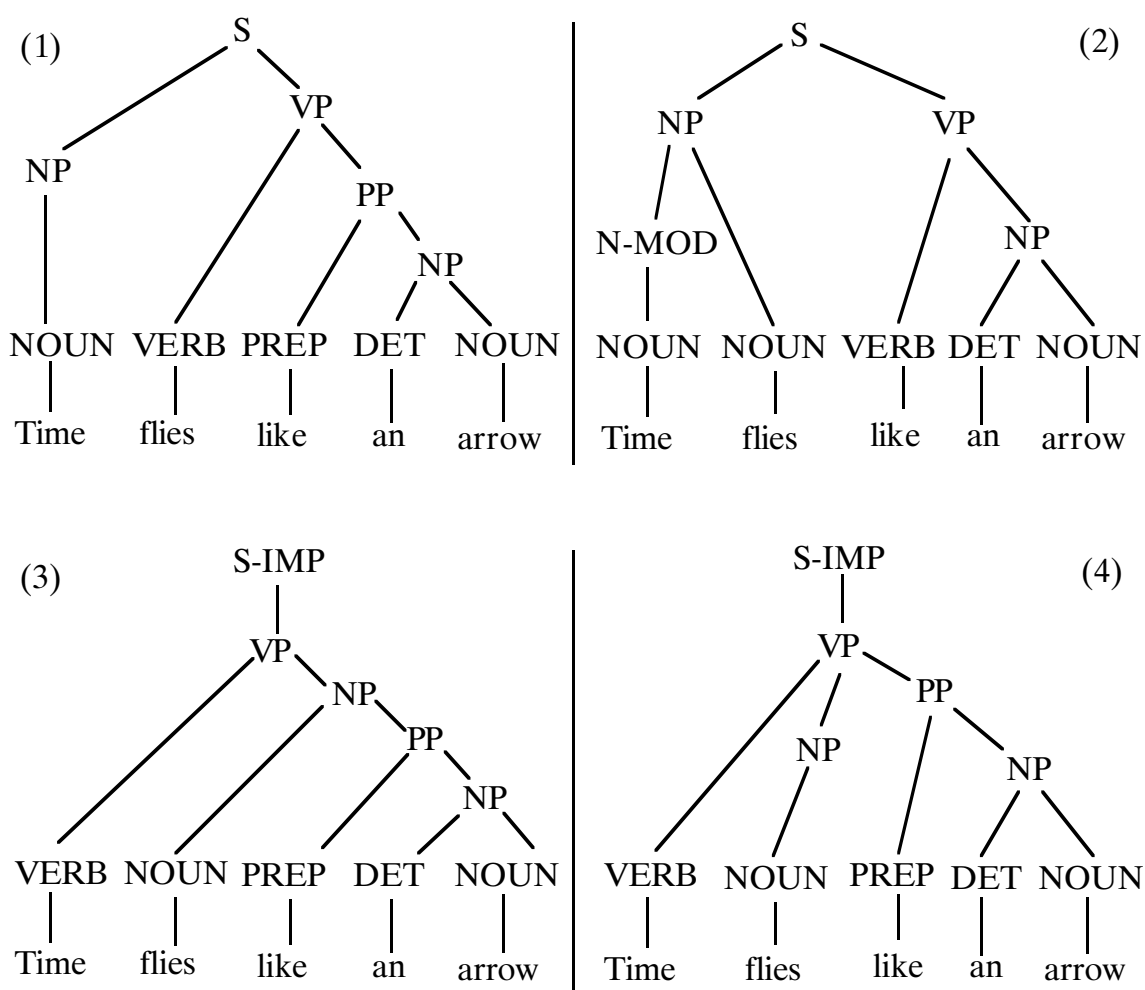 (1) S
VP
NP
PP
NP
NOUN VERB PREP DET NOUN
Time flies like an arrow
S (2)
NP VP
N-MOD NP
NOUN NOUN VERB DET NOUN
Time flies like an arrow
(3) S-IMP
VP
NP
PP
NP
VERB NOUN PREP DET NOUN
Time flies like an arrow
S-IMP (4)
VP
PP
NP NP
VERB NOUN PREP DET NOUN
Time flies like an arrow